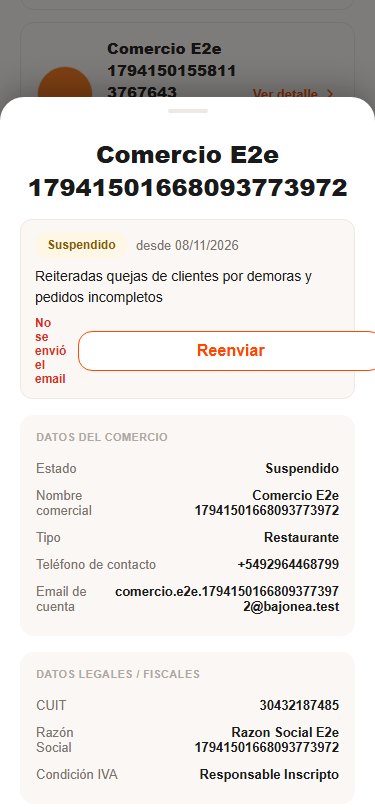 Comercio E2e
1794150155811
3767643
Ver detalle
Comercio E2e
17941501668093773972
Suspendido desde 08/11/2026
Reiteradas quejas de clientes por demoras y
pedidos incompletos
No
se
envió
el
email
Reenviar
DATOS DEL COMERCIO
Estado Suspendido
Nombre Comercio E2e
comercial 17941501668093773972
Tipo Restaurante
Teléfono de contacto +5492964468799
Email de comercio.e2e.179415016680937​7397
cuenta 2@bajonea.test
DATOS LEGALES / FISCALES
CUIT 30432187485
Razón Razon Social E2e
Social 17941501668093773972
Condición IVA Responsable Inscripto